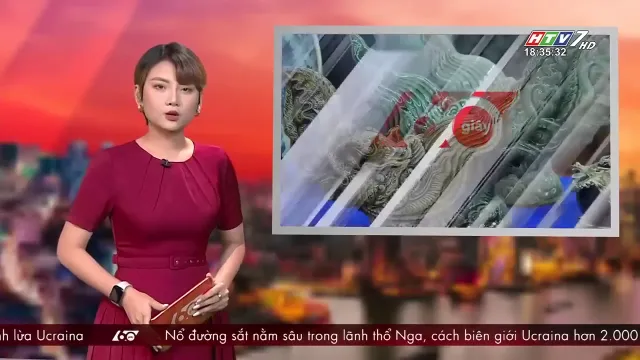 HTV7 HD
18:35:32
giây
nh lửa Ucraina 60 Nổ đường sắt nằm sâu trong lãnh thổ Nga, cách biên giới Ucraina hơn 2.000